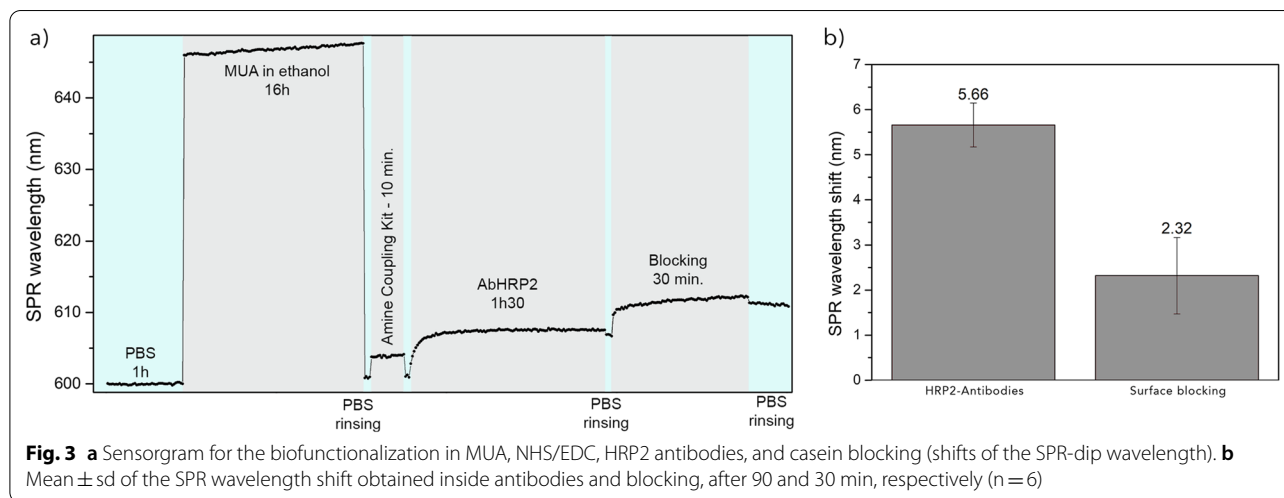 a)
SPR wavelength (nm)
640
630
620
610
600
PBS
1h
MUA in ethanol
16h
Amine Coupling Kit - 10 min.
AbHRP2
1h30
Blocking
30 min.
PBS
rinsing
PBS
rinsing
PBS
rinsing
b)
SPR wavelength shift (nm)
7
6
5
4
3
2
1
0
5.66
2.32
HRP2-Antibodies
Surface blocking
Fig. 3 a Sensorgram for the biofunctionalization in MUA, NHS/EDC, HRP2 antibodies, and casein blocking (shifts of the SPR-dip wavelength). b
Mean ± sd of the SPR wavelength shift obtained inside antibodies and blocking, after 90 and 30 min, respectively (n = 6)